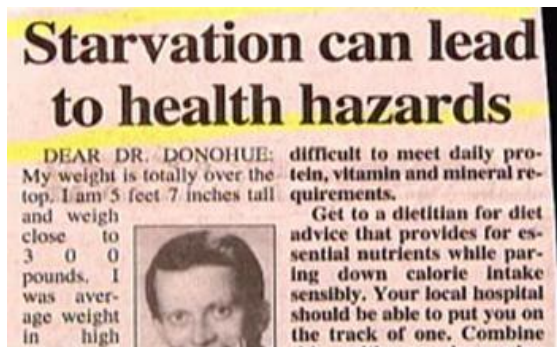 Starvation can lead
to health hazards
DEAR DR. DONOHUE:
My weight is totally over the
top. I am 5 feet 7 inches tall
and weigh
close to
3 0 0
pounds. I
was aver-
age weight
in high
difficult to meet daily pro-
tein, vitamin and mineral re-
quirements.
Get to a dietitian for diet
advice that provides for es-
sential nutrients while par-
ing down calorie intake
sensibly. Your local hospital
should be able to put you on
the track of one. Combine